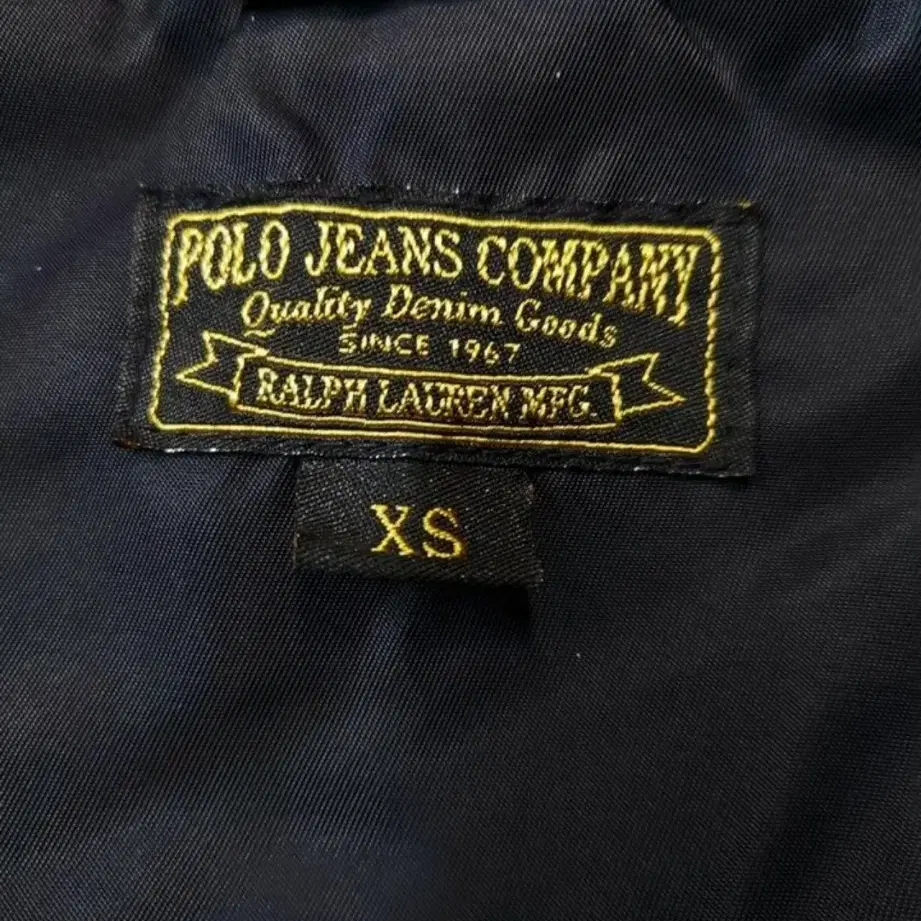 POLO JEANS COMPANY
Quality Denim Goods
SINCE 1967
RALPH LAUREN MFG.
XS